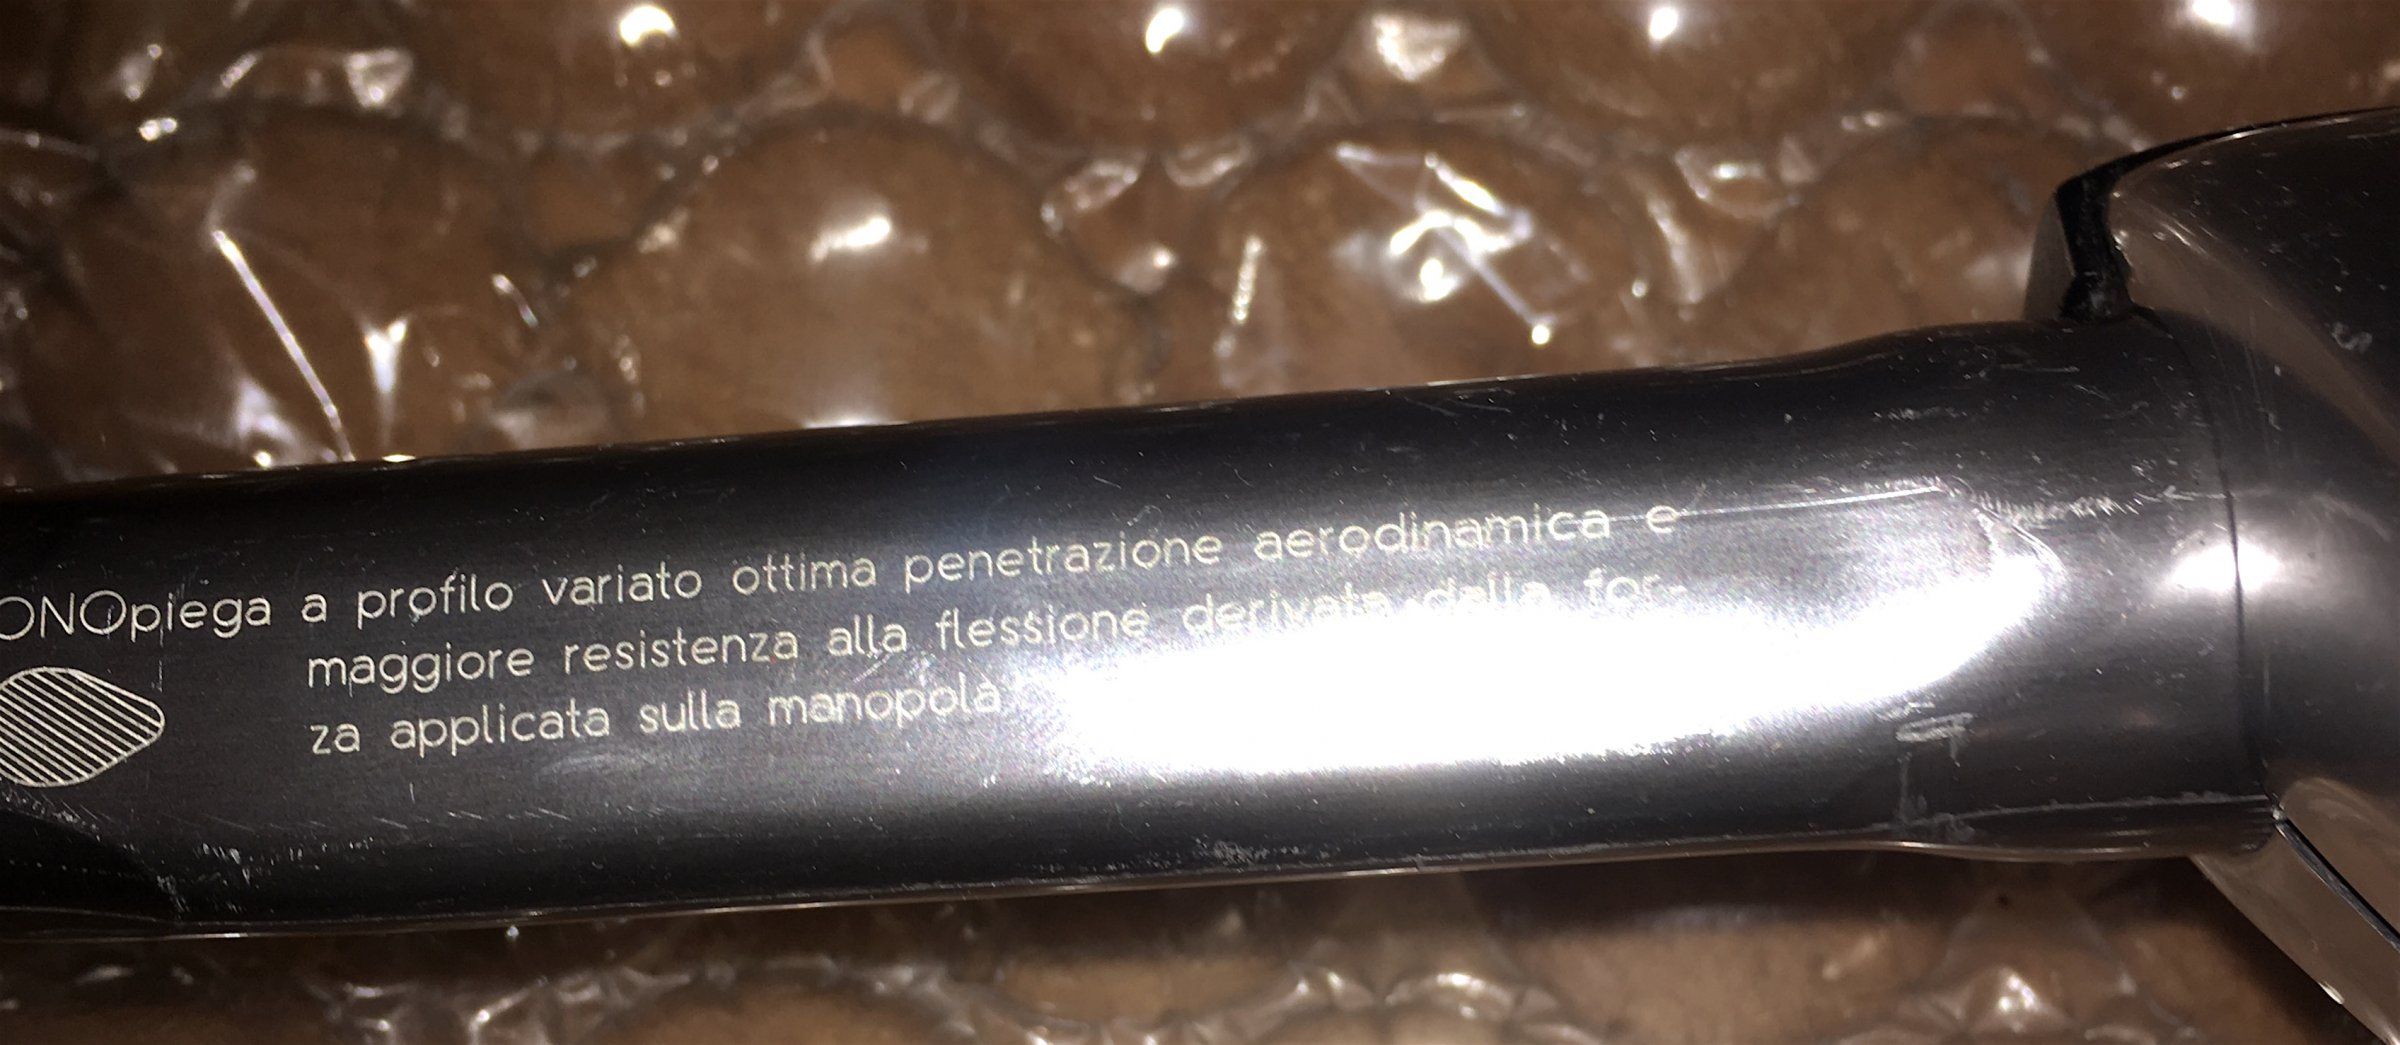 ONOpiega a profilo variato ottima penetrazione aerodinamica e
maggiore resistenza alla flessione derivata dalla for-
za applicata sulla manopola